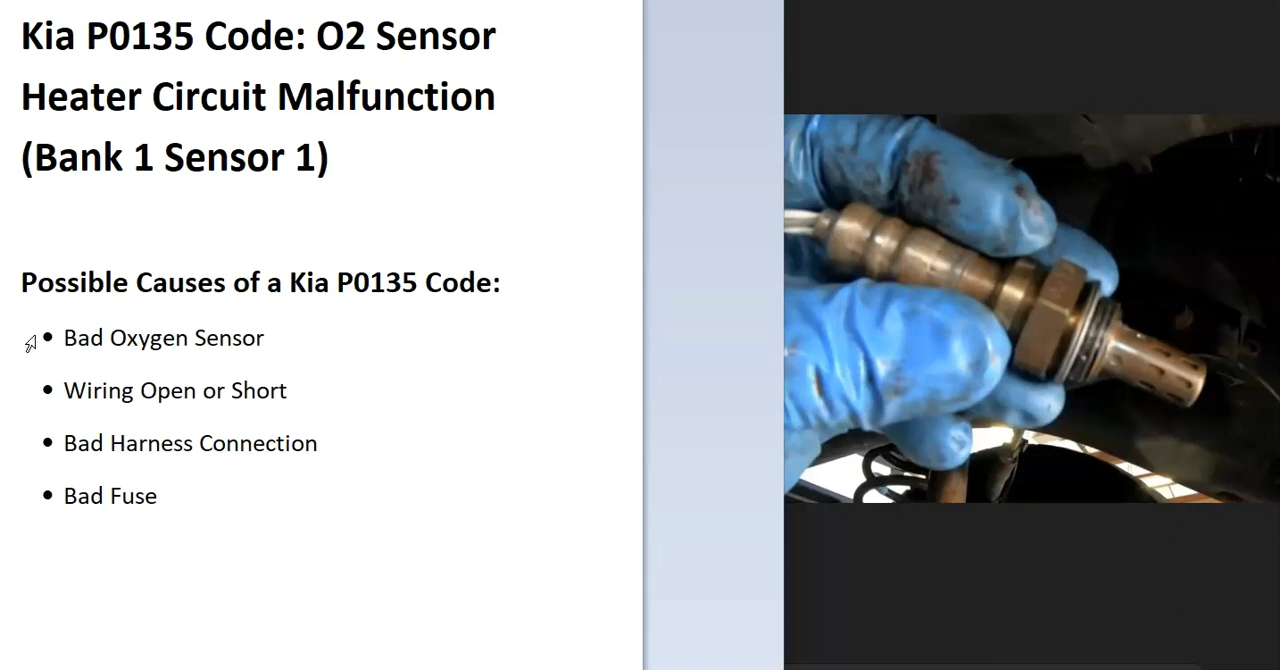 Kia P0135 Code: O2 Sensor
Heater Circuit Malfunction
(Bank 1 Sensor 1)
Possible Causes of a Kia P0135 Code:
• Bad Oxygen Sensor
• Wiring Open or Short
• Bad Harness Connection
• Bad Fuse